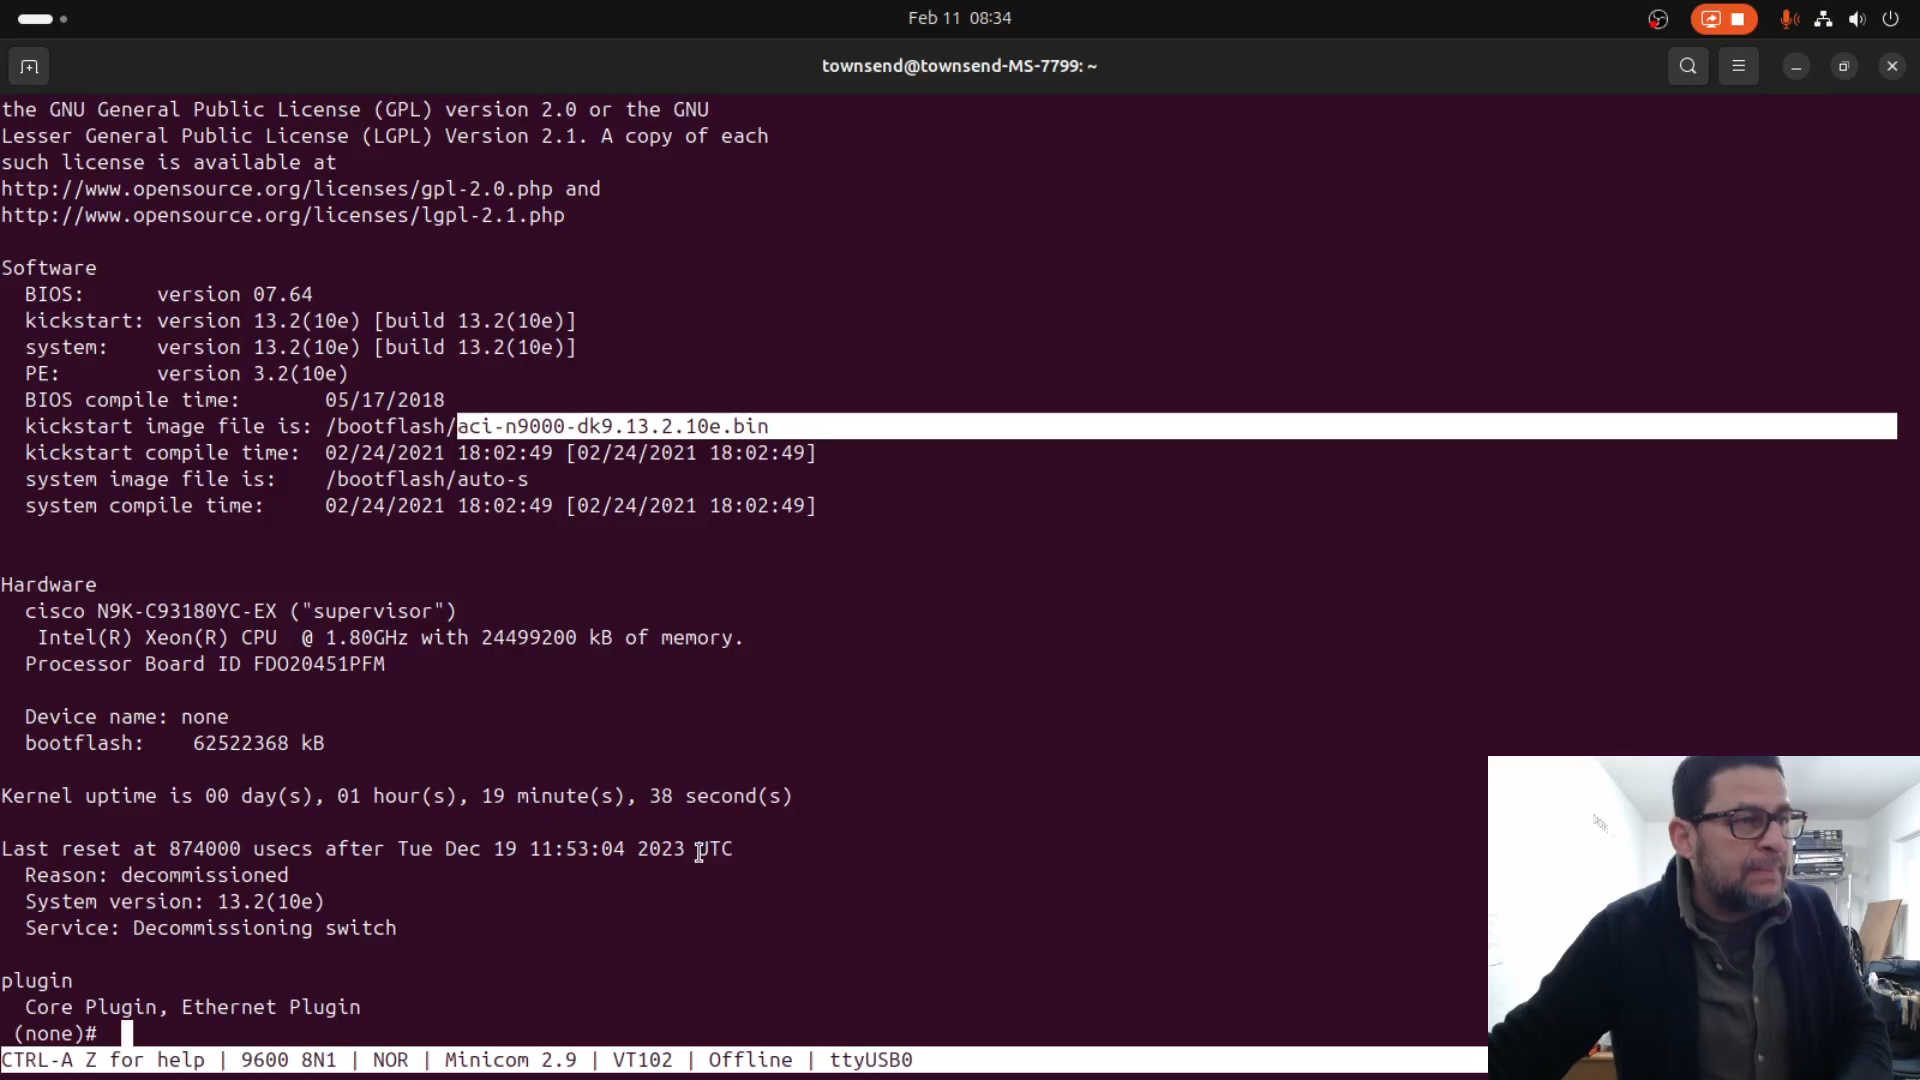 Feb 11 08:34
townsend@townsend-MS-7799: ~
the GNU General Public License (GPL) version 2.0 or the GNU
Lesser General Public License (LGPL) Version 2.1. A copy of each
such license is available at
http://www.opensource.org/licenses/gpl-2.0.php and
http://www.opensource.org/licenses/lgpl-2.1.php
Software
BIOS: version 07.64
kickstart: version 13.2(10e) [build 13.2(10e)]
system: version 13.2(10e) [build 13.2(10e)]
PE: version 3.2(10e)
BIOS compile time: 05/17/2018
kickstart image file is: /bootflash/aci-n9000-dk9.13.2.10e.bin
kickstart compile time: 02/24/2021 18:02:49 [02/24/2021 18:02:49]
system image file is: /bootflash/auto-s
system compile time: 02/24/2021 18:02:49 [02/24/2021 18:02:49]
Hardware
cisco N9K-C93180YC-EX ("supervisor")
Intel(R) Xeon(R) CPU @ 1.80GHz with 24499200 kB of memory.
Processor Board ID FDO20451PFM
Device name: none
bootflash: 62522368 kB
Kernel uptime is 00 day(s), 01 hour(s), 19 minute(s), 38 second(s)
Last reset at 874000 usecs after Tue Dec 19 11:53:04 2023 UTC
Reason: decommissioned
System version: 13.2(10e)
Service: Decommissioning switch
plugin
Core Plugin, Ethernet Plugin
(none)#
CTRL-A Z for help | 9600 8N1 | NOR | Minicom 2.9 | VT102 | Offline | ttyUSB0